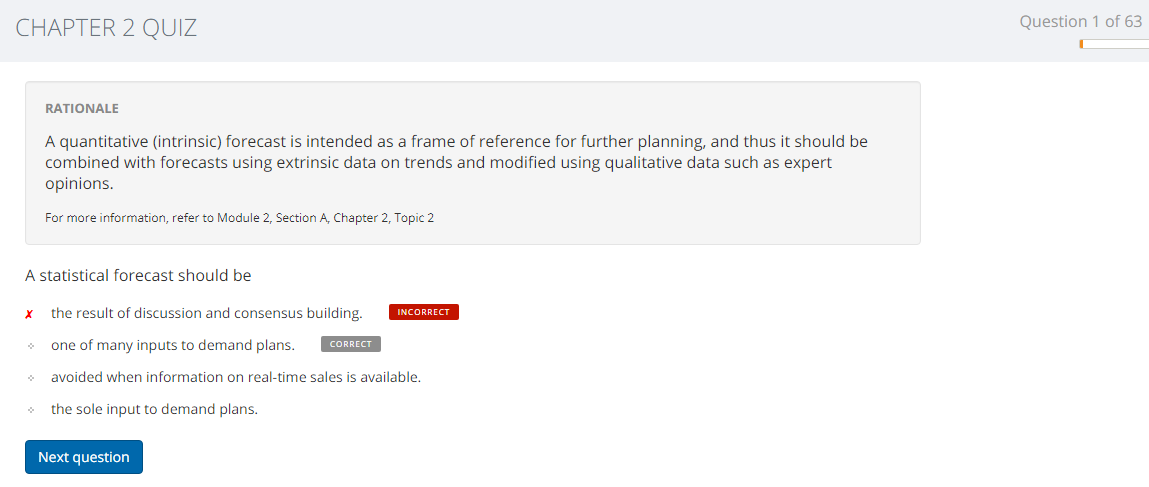 CHAPTER 2 QUIZ
Question 1 of 63
RATIONALE
A quantitative (intrinsic) forecast is intended as a frame of reference for further planning, and thus it should be
combined with forecasts using extrinsic data on trends and modified using qualitative data such as expert
opinions.
For more information, refer to Module 2, Section A, Chapter 2, Topic 2
A statistical forecast should be
✗ the result of discussion and consensus building. INCORRECT
one of many inputs to demand plans. CORRECT
avoided when information on real-time sales is available.
the sole input to demand plans.
Next question